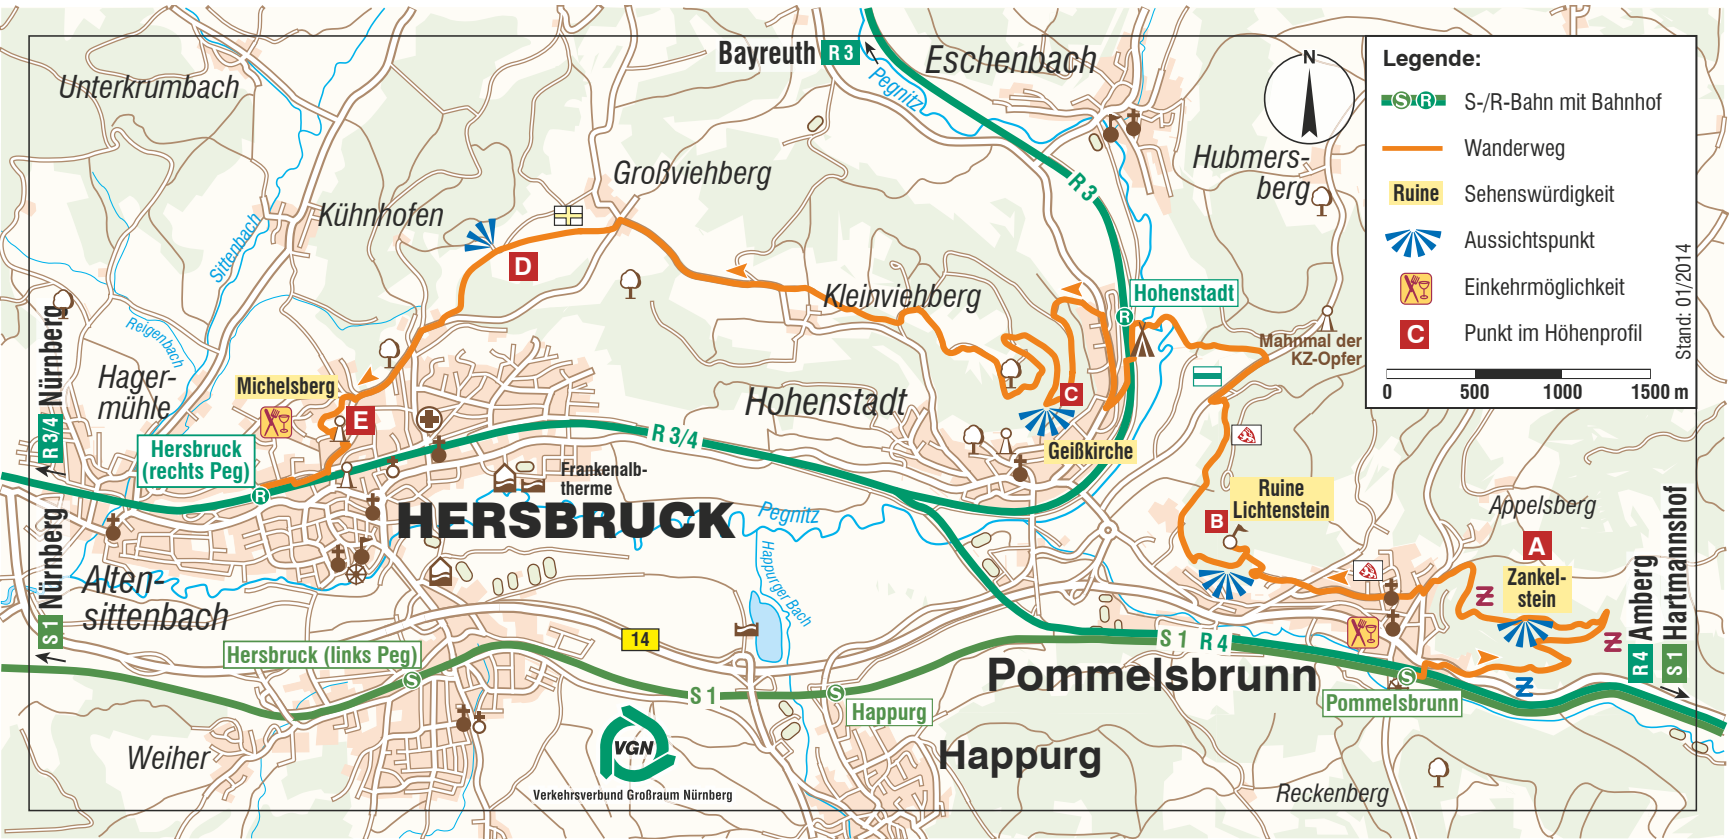 Unterkrumbach
Bayreuth R 3
Pegnitz
Eschenbach
N
Legende:
S R S-/R-Bahn mit Bahnhof
Wanderweg
Ruine Sehenswürdigkeit
Aussichtspunkt
Einkehrmöglichkeit
C Punkt im Höhenprofil
0 500 1000 1500 m
Stand: 01/2014
Hubmers-
berg
Großviehberg
Kühnhofen
R 3
Sittenbach
D
Kleinviehberg
Hohenstadt
R
Mahnmal der
KZ-Opfer
Reigenbach
R 3/4 Nürnberg
Hager-
mühle
Michelsberg
E
Hohenstadt
C
Geißkirche
Hersbruck
(rechts Peg)
R
R 3/4
Frankenalb-
therme
HERSBRUCK
Pegnitz
Ruine
Lichtenstein
B
Appelsberg
A
Zankel-
stein
S 1 Nürnberg
Alten-
sittenbach
Happurger Bach
R 4 Amberg
S 1 Hartmannshof
Hersbruck (links Peg)
S
14
S 1 R 4
S 1
S
Happurg
Pommelsbrunn
S
Pommelsbrunn
Weiher
VGN
Verkehrsverbund Großraum Nürnberg
Happurg
Reckenberg